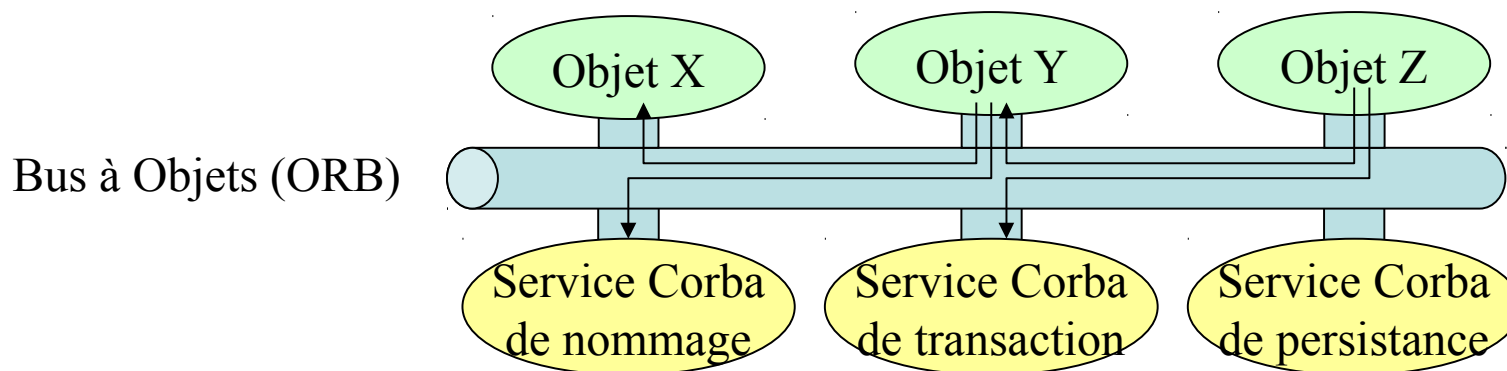 Objet X
Objet Y
Objet Z
Bus à Objets (ORB)
Service Corba
de nommage
Service Corba
de transaction
Service Corba
de persistance